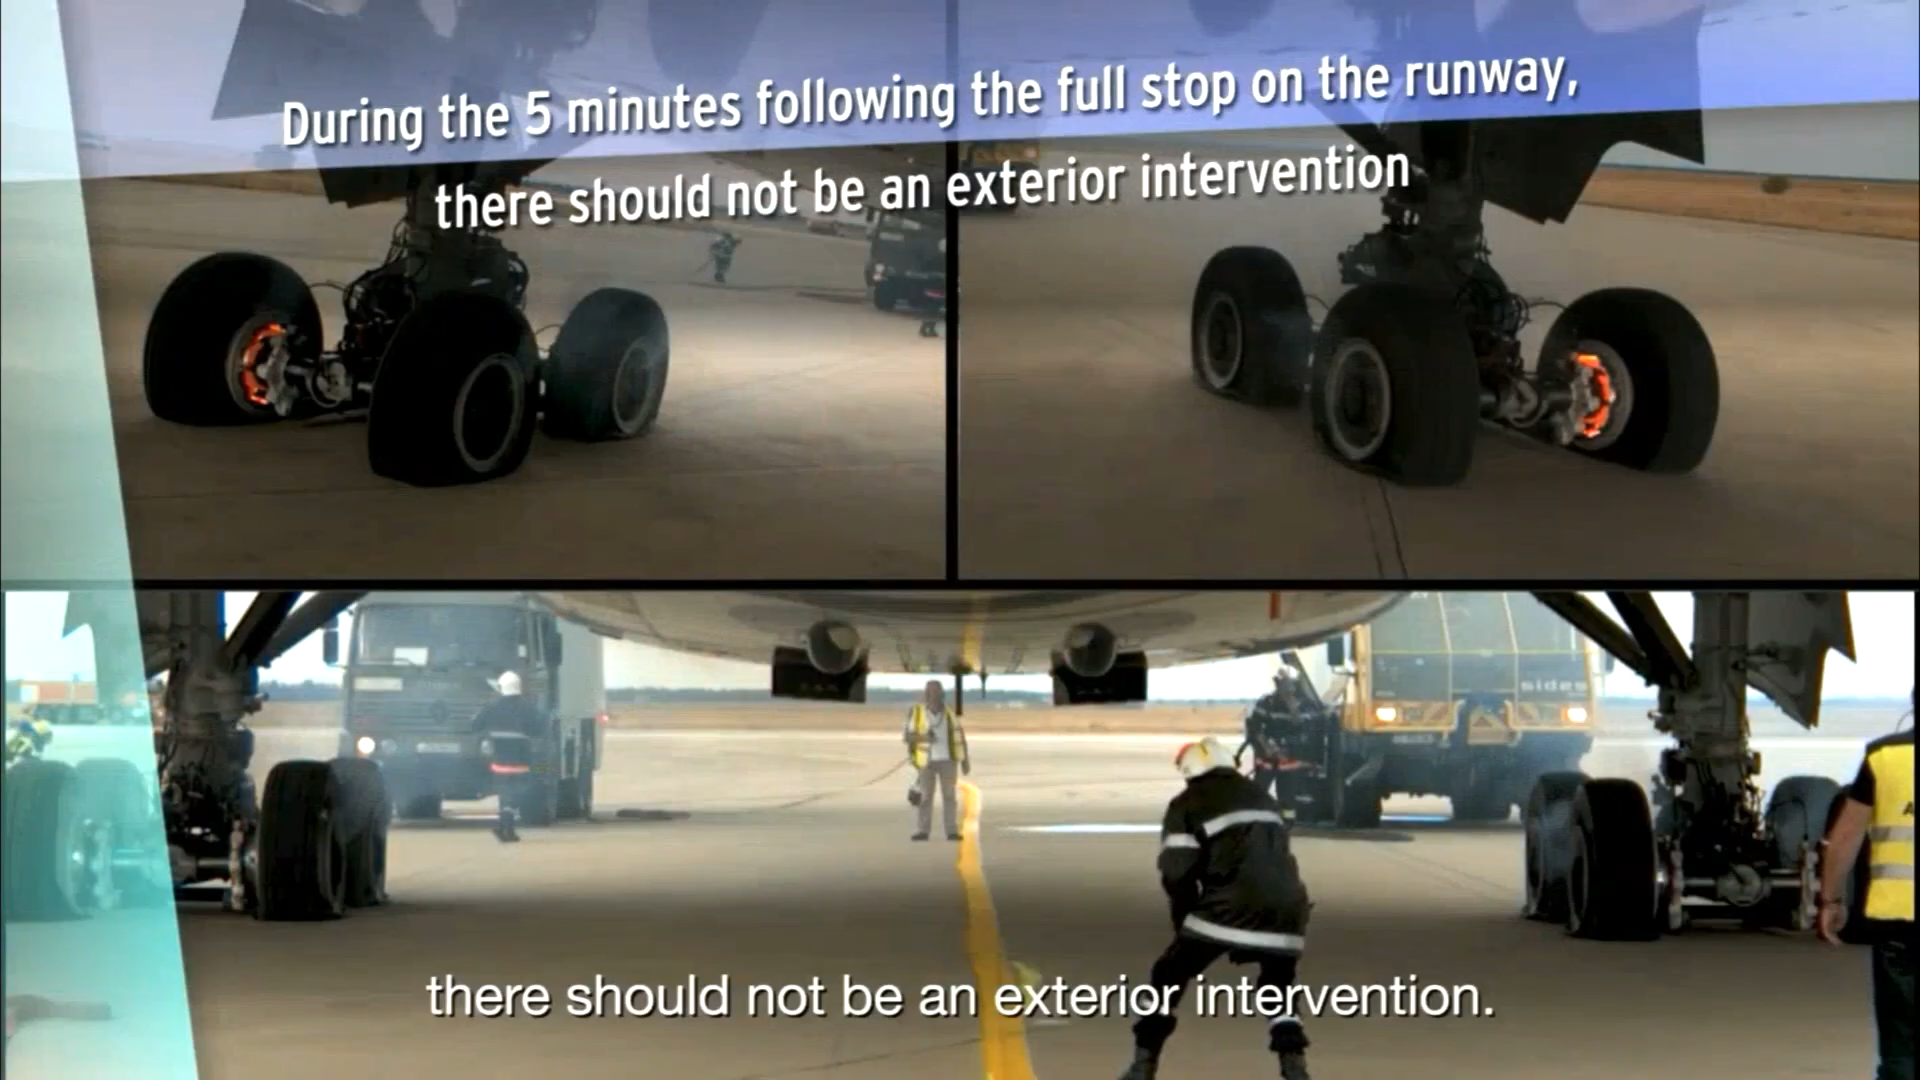 During the 5 minutes following the full stop on the runway,
there should not be an exterior intervention
sides
there should not be an exterior intervention.